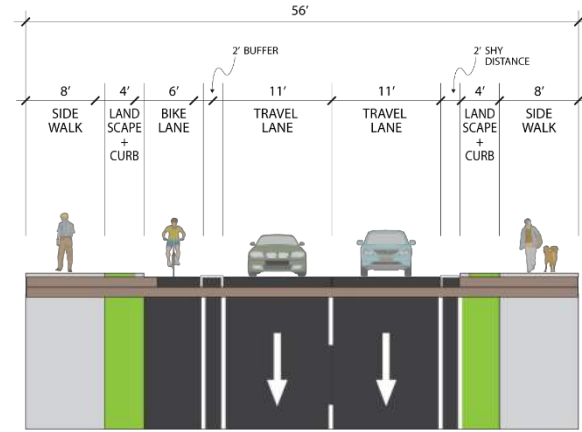 56'
2' BUFFER
2' SHY
DISTANCE
8'
4'
6'
11'
11'
4'
8'
SIDE
WALK
LAND
SCAPE
+
CURB
BIKE
LANE
TRAVEL
LANE
TRAVEL
LANE
LAND
SCAPE
+
CURB
SIDE
WALK